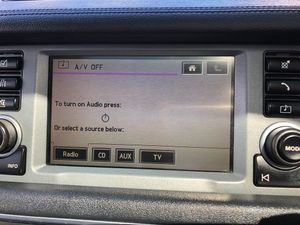 A/V OFF
To turn on Audio press:
Or select a source below:
Radio CD AUX TV
INFO
MODE